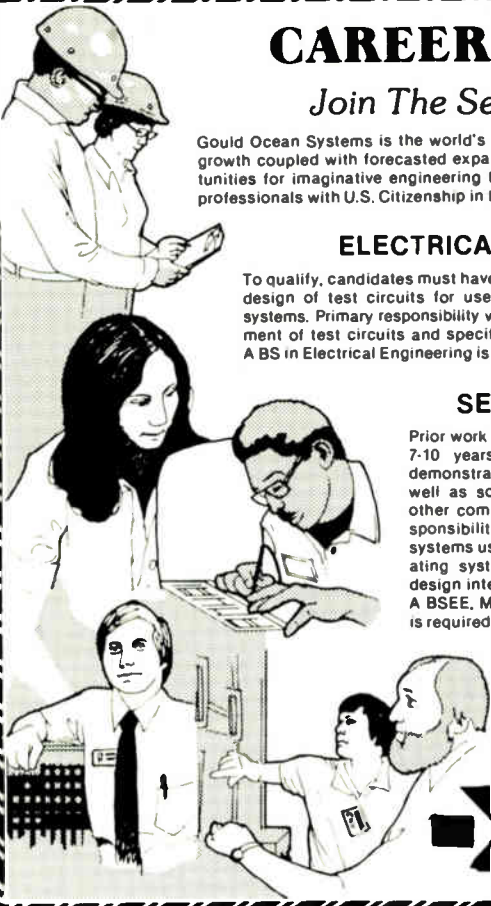 CAREER
Join The Se
Gould Ocean Systems is the world's
growth coupled with forecasted expa
tunities for imaginative engineering t
professionals with U.S. Citizenship in
ELECTRICA
To qualify, candidates must have
design of test circuits for use
systems. Primary responsibility
ment of test circuits and specif
A BS in Electrical Engineering is
SE
Prior work
7-10 years
demonstra
well as so
other com
sponsibilit
systems us
ating syst
design inte
A BSEE, M
is required